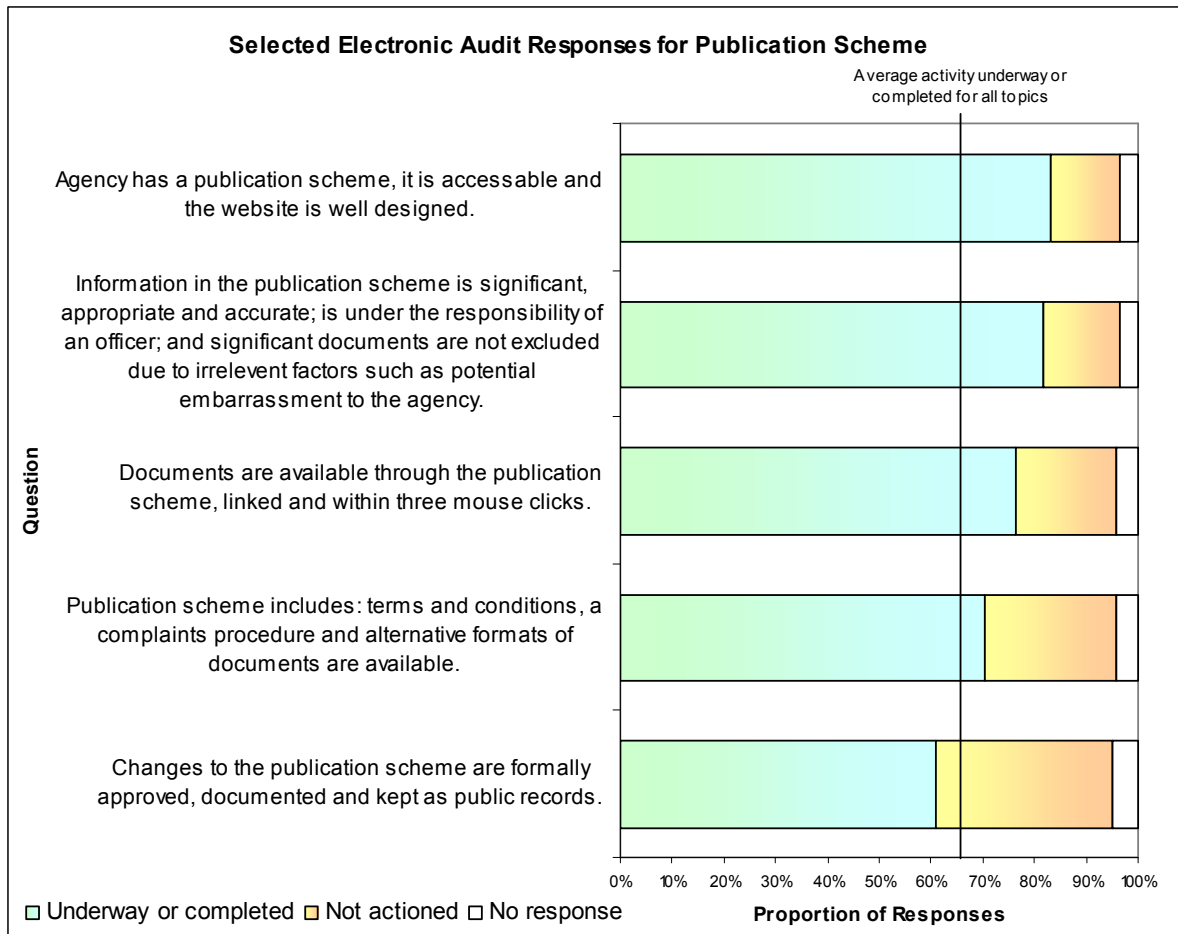 Selected Electronic Audit Responses for Publication Scheme
Average activity underway or
completed for all topics
Agency has a publication scheme, it is accessable and
the website is well designed.
Information in the publication scheme is significant,
appropriate and accurate; is under the responsibility of
an officer; and significant documents are not excluded
due to irrelevent factors such as potential
embarrassment to the agency.
Documents are available through the publication
scheme, linked and within three mouse clicks.
Publication scheme includes: terms and conditions, a
complaints procedure and alternative formats of
documents are available.
Changes to the publication scheme are formally
approved, documented and kept as public records.
Question
0% 10% 20% 30% 40% 50% 60% 70% 80% 90% 100%
Proportion of Responses
Underway or completed Not actioned No response